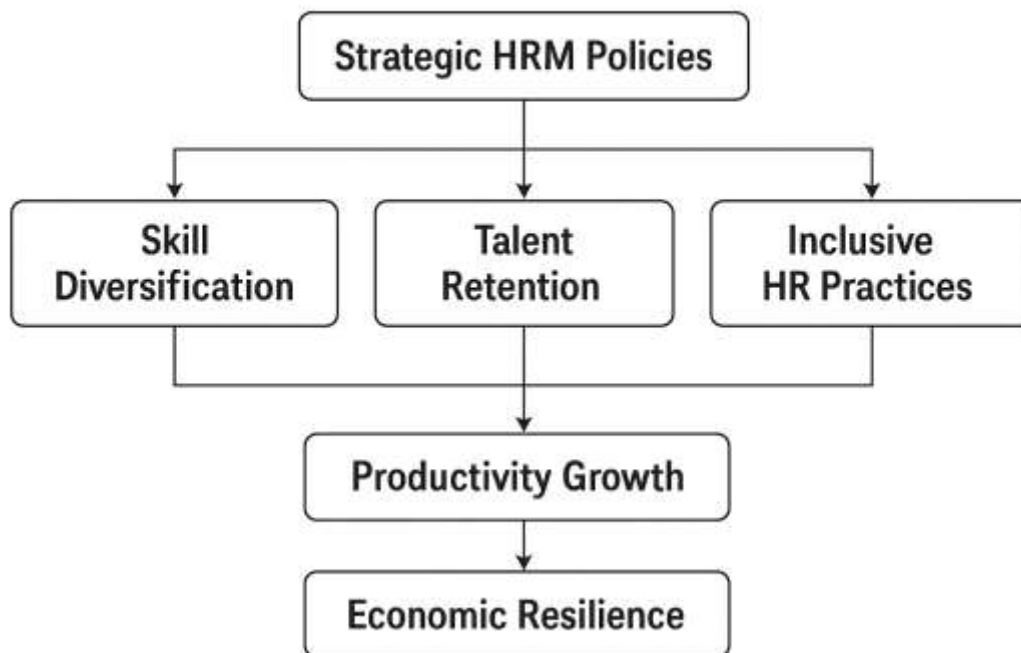 Strategic HRM Policies
Skill
Diversification
Talent
Retention
Inclusive
HR Practices
Productivity Growth
Economic Resilience